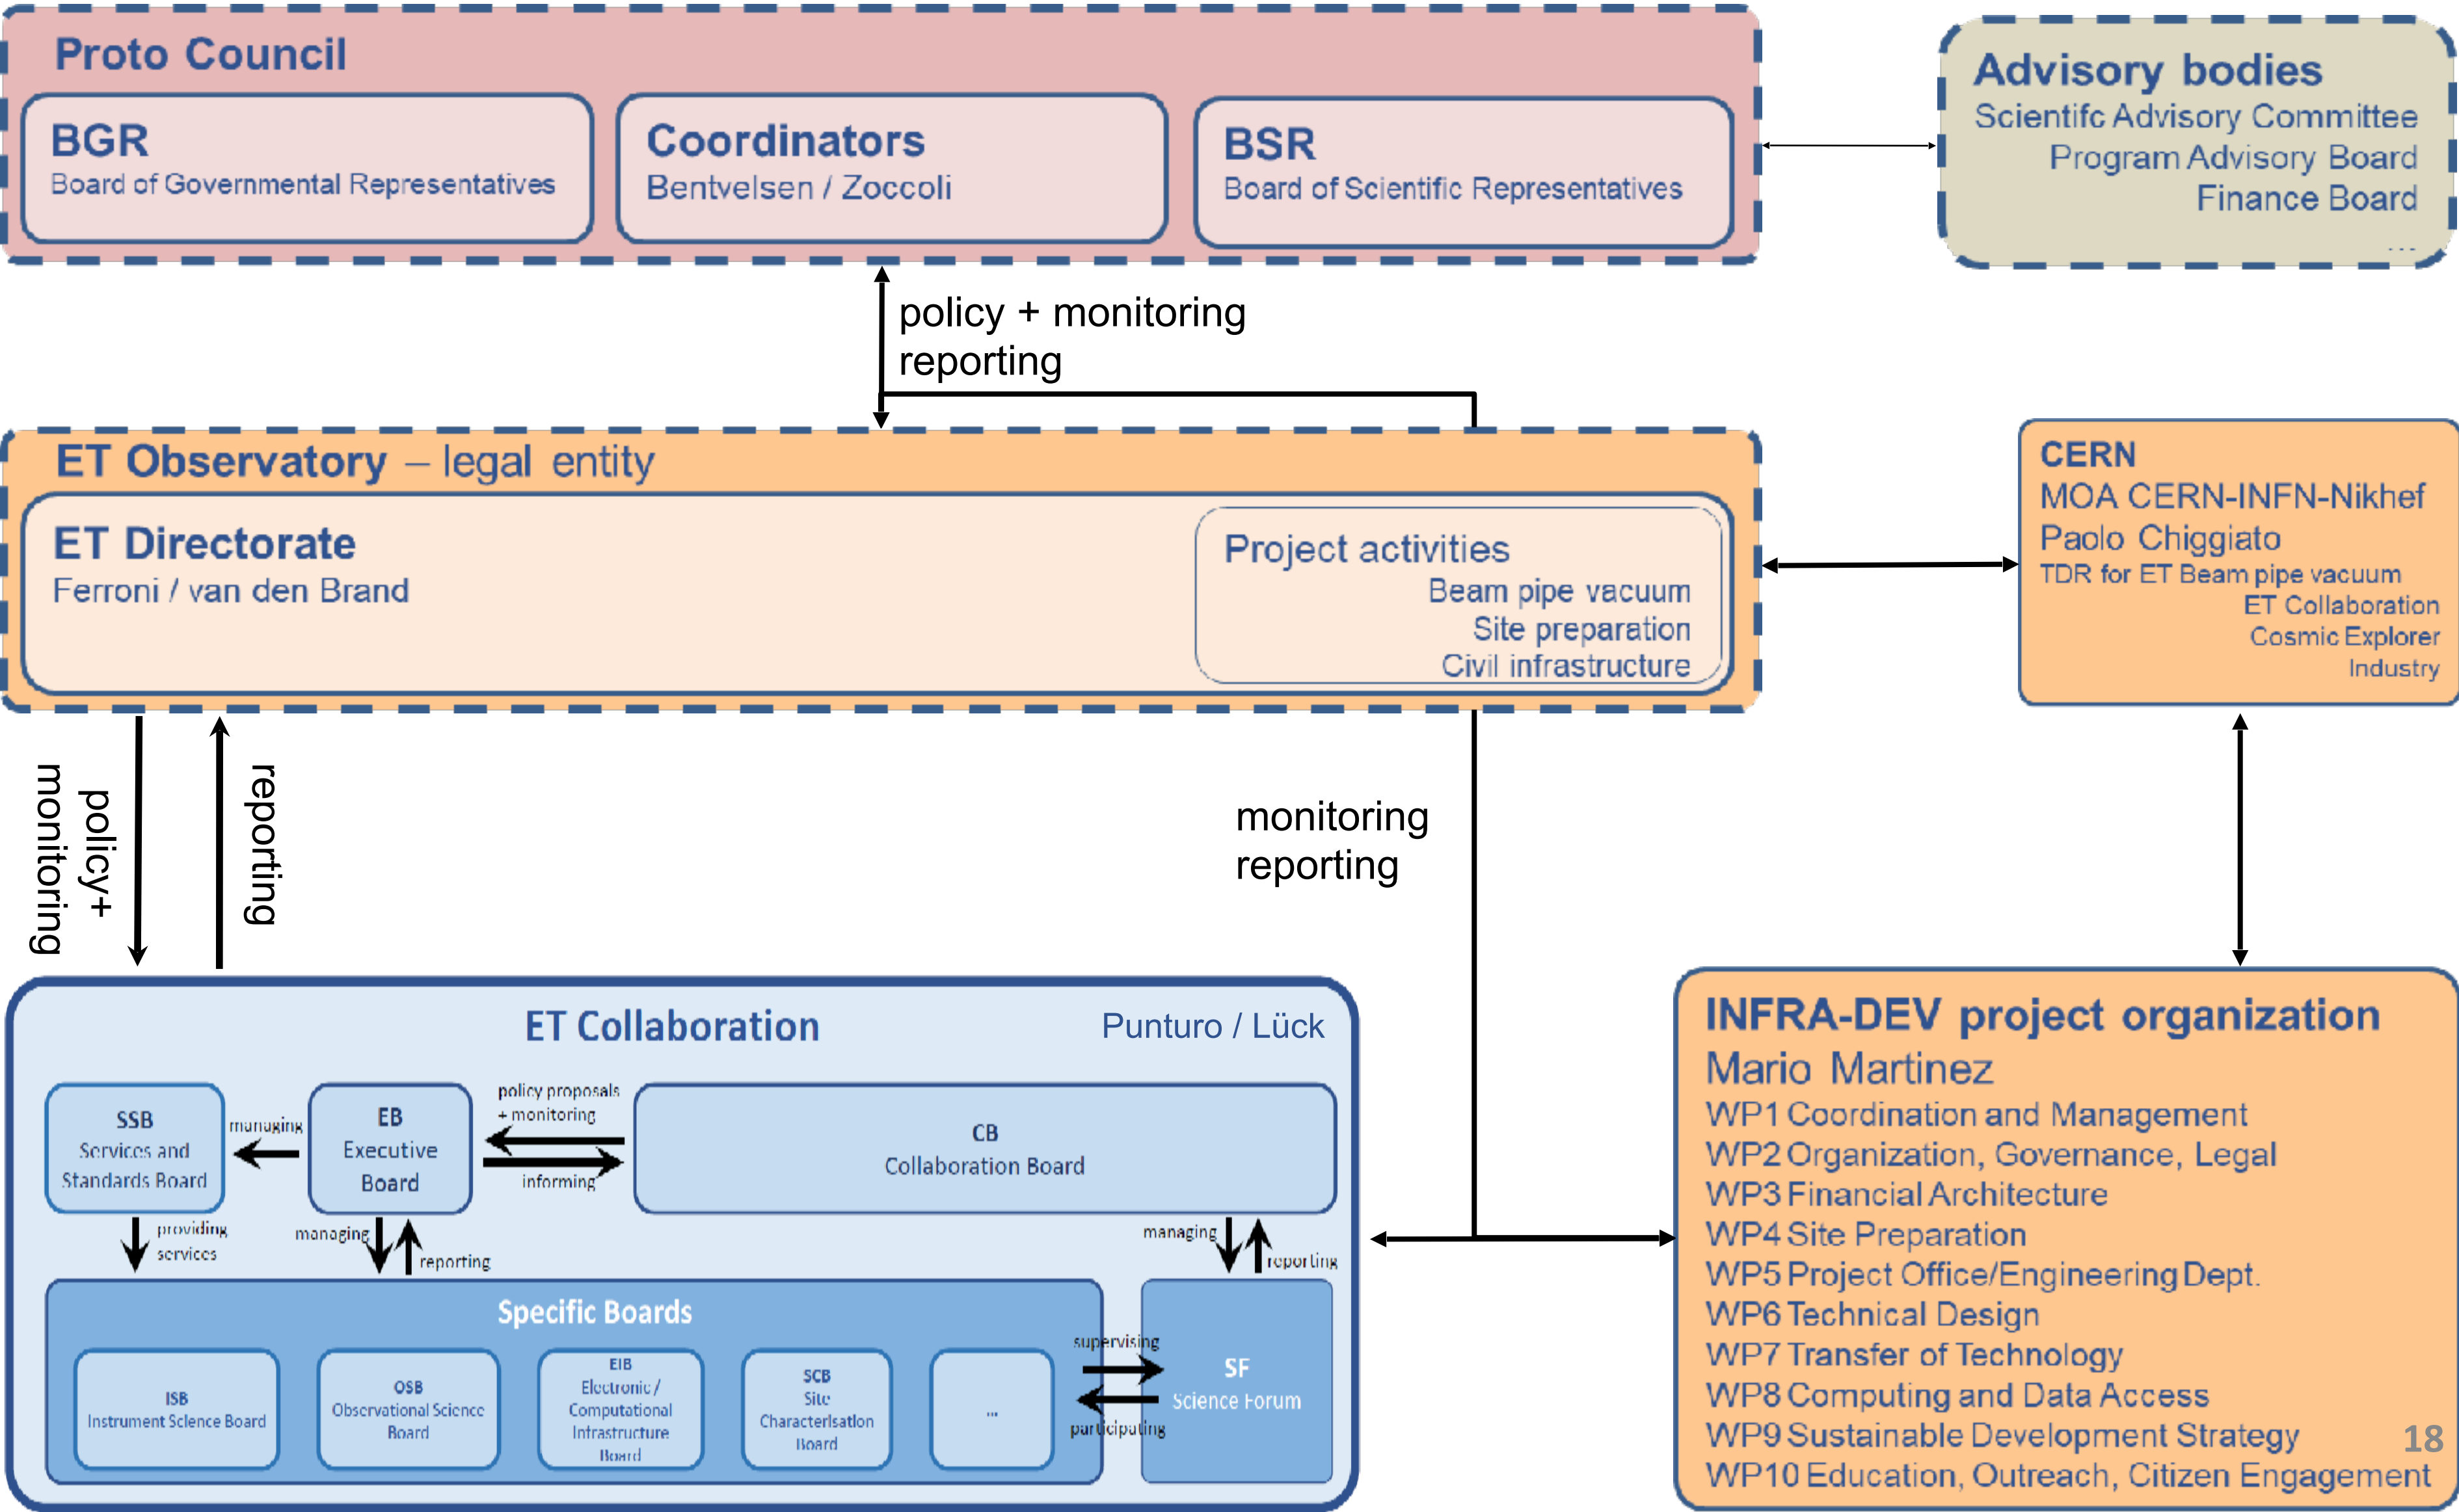 Proto Council
BGR
Board of Governmental Representatives
Coordinators
Bentvelsen / Zoccoli
BSR
Board of Scientific Representatives
Advisory bodies
Scientifc Advisory Committee
Program Advisory Board
Finance Board
...
policy + monitoring
reporting
ET Observatory – legal entity
ET Directorate
Ferroni / van den Brand
Project activities
Beam pipe vacuum
Site preparation
Civil infrastructure
CERN
MOA CERN-INFN-Nikhef
Paolo Chiggiato
TDR for ET Beam pipe vacuum
ET Collaboration
Cosmic Explorer
Industry
policy+
monitoring
reporting
monitoring
reporting
ET Collaboration
Punturo / Lück
SSB
Services and
Standards Board
managing
EB
Executive
Board
policy proposals
+ monitoring
informing
CB
Collaboration Board
providing
services
managing
reporting
managing
reporting
Specific Boards
ISB
Instrument Science Board
OSB
Observational Science
Board
EIB
Electronic /
Computational
Infrastructure
Board
SCB
Site
Characterisation
Board
...
supervising
participating
SF
Science Forum
INFRA-DEV project organization
Mario Martinez
WP1 Coordination and Management
WP2 Organization, Governance, Legal
WP3 Financial Architecture
WP4 Site Preparation
WP5 Project Office/Engineering Dept.
WP6 Technical Design
WP7 Transfer of Technology
WP8 Computing and Data Access
WP9 Sustainable Development Strategy
WP10 Education, Outreach, Citizen Engagement
18